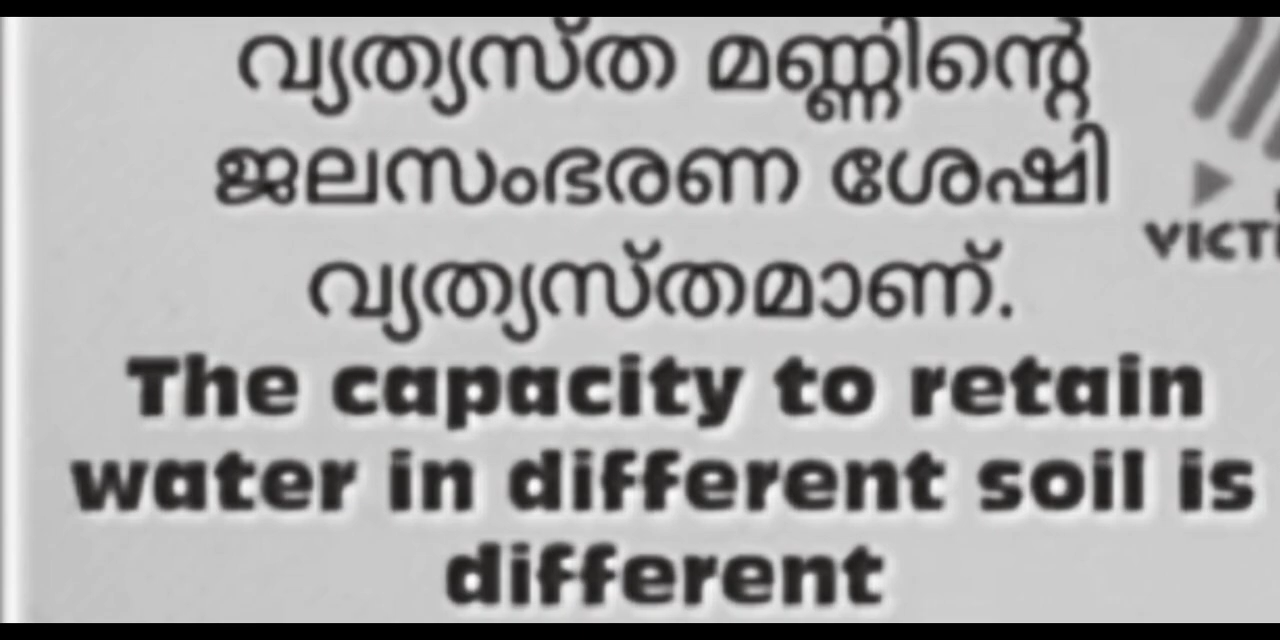 വ്യത്യസ്ത മണ്ണിന്റെ
ജലസംഭരണ ശേഷി
വ്യത്യസ്തമാണ്.
The capacity to retain
water in different soil is
different